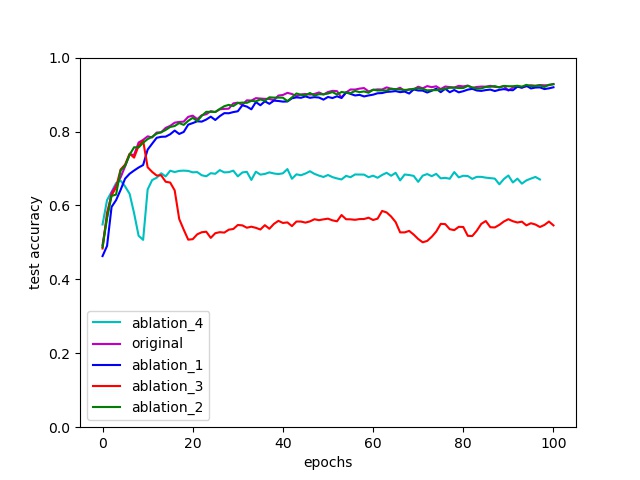 1.0
0.8
0.6
0.4
0.2
0.0
test accuracy
ablation_4
original
ablation_1
ablation_3
ablation_2
0 20 40 60 80 100
epochs